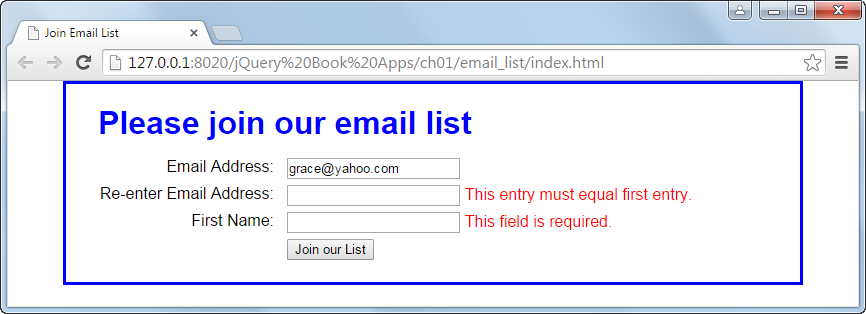 Join Email List
127.0.0.1:8020/jQuery%20Book%20Apps/ch01/email_list/index.html
Please join our email list
Email Address: grace@yahoo.com
Re-enter Email Address: This entry must equal first entry.
First Name: This field is required.
Join our List